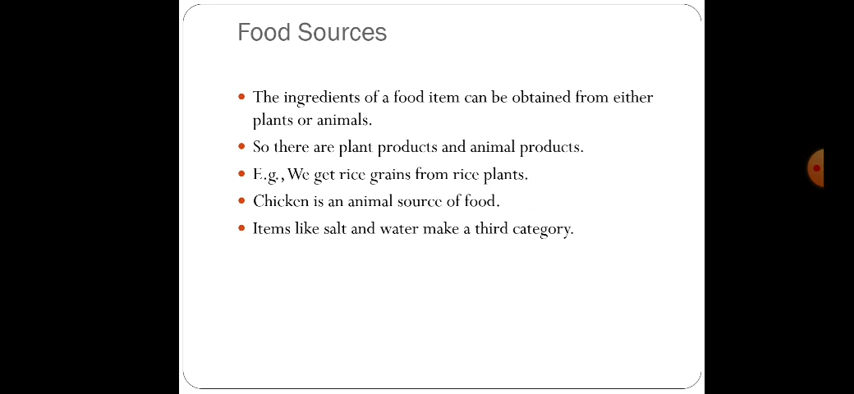 Food Sources
• The ingredients of a food item can be obtained from either
plants or animals.
• So there are plant products and animal products.
• E.g., We get rice grains from rice plants.
• Chicken is an animal source of food.
• Items like salt and water make a third category.